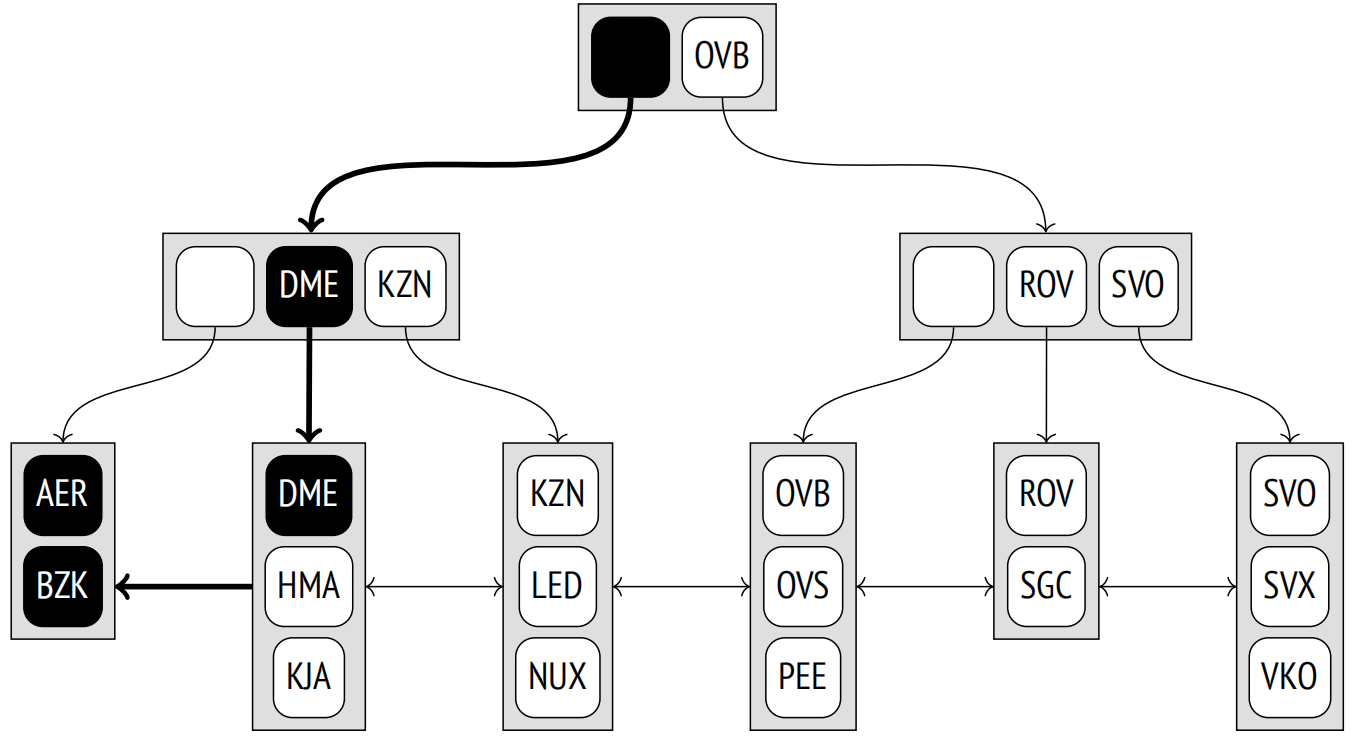 OVB
DME KZN
ROV SVO
AER
BZK
DME
HMA
KJA
KZN
LED
NUX
OVB
OVS
PEE
ROV
SGC
SVO
SVX
VKO